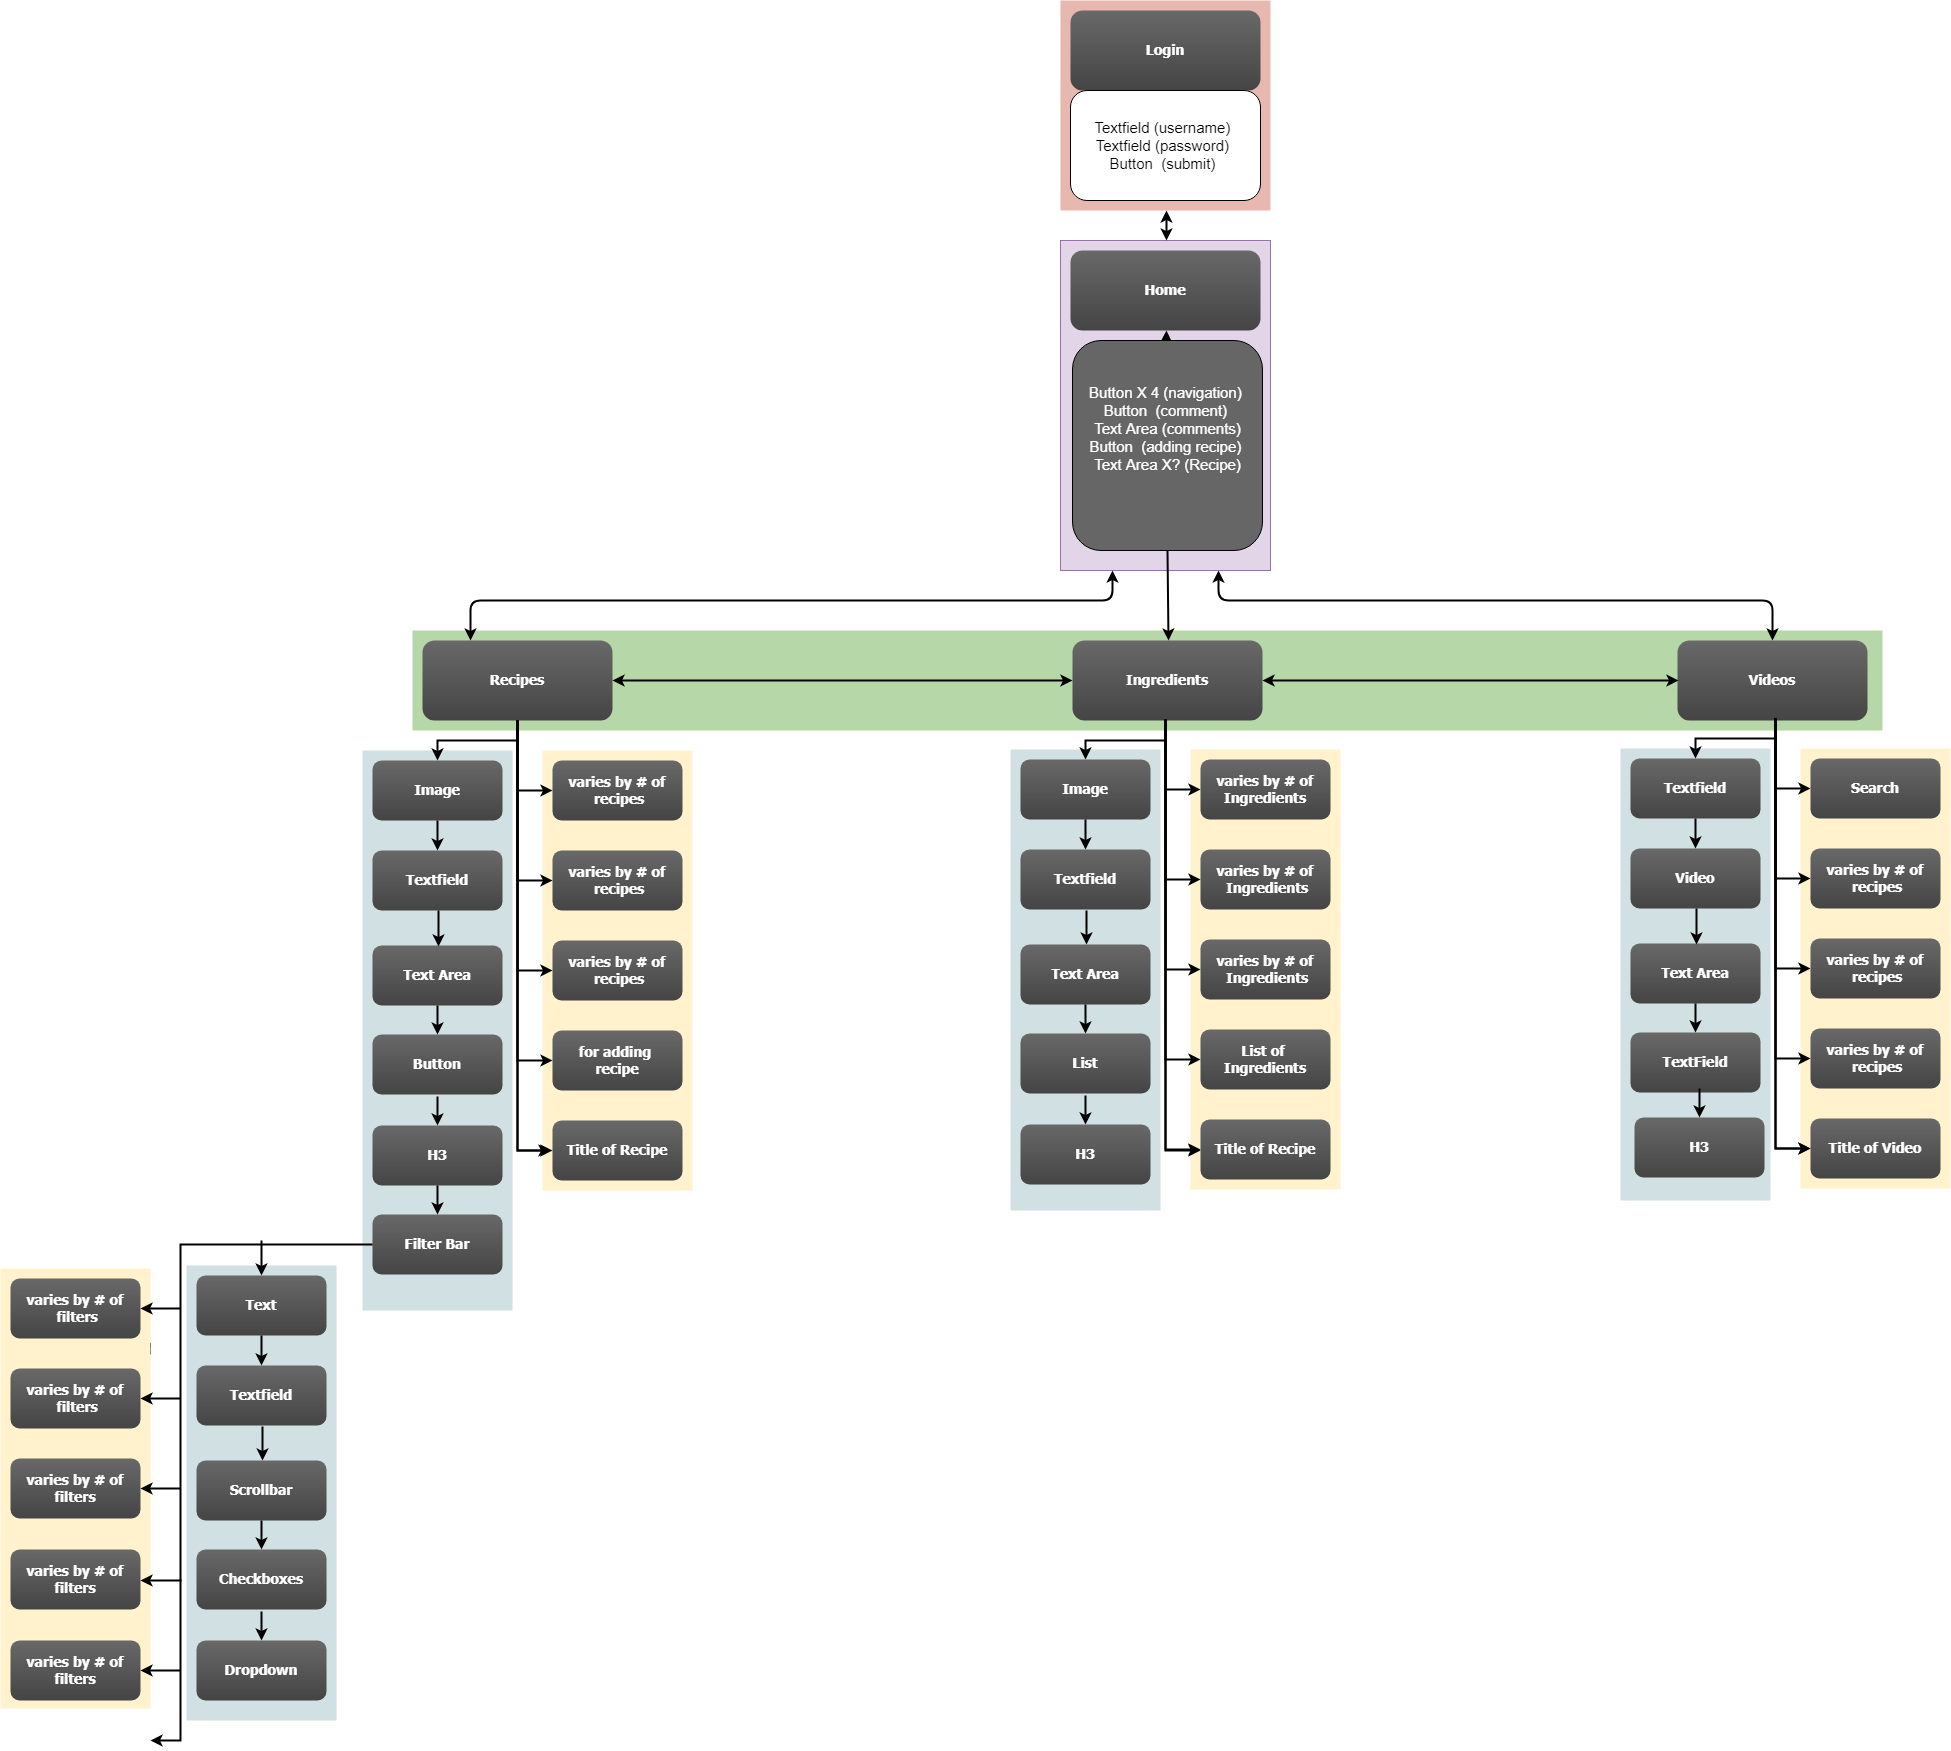 Login
Textfield (username)
Textfield (password)
Button  (submit)
Home
Button X 4 (navigation)
Button  (comment)
Text Area (comments)
Button  (adding recipe)
Text Area X? (Recipe)
Recipes
Ingredients
Videos
Image
Textfield
Text Area
Button
H3
Filter Bar
varies by # of
recipes
varies by # of
recipes
varies by # of
recipes
for adding
recipe
Title of Recipe
Image
Textfield
Text Area
List
H3
varies by # of
Ingredients
varies by # of
Ingredients
varies by # of
Ingredients
List of
Ingredients
Title of Recipe
Textfield
Video
Text Area
TextField
H3
Search
varies by # of
recipes
varies by # of
recipes
varies by # of
recipes
Title of Video
varies by # of
filters
varies by # of
filters
varies by # of
filters
varies by # of
filters
varies by # of
filters
Text
Textfield
Scrollbar
Checkboxes
Dropdown